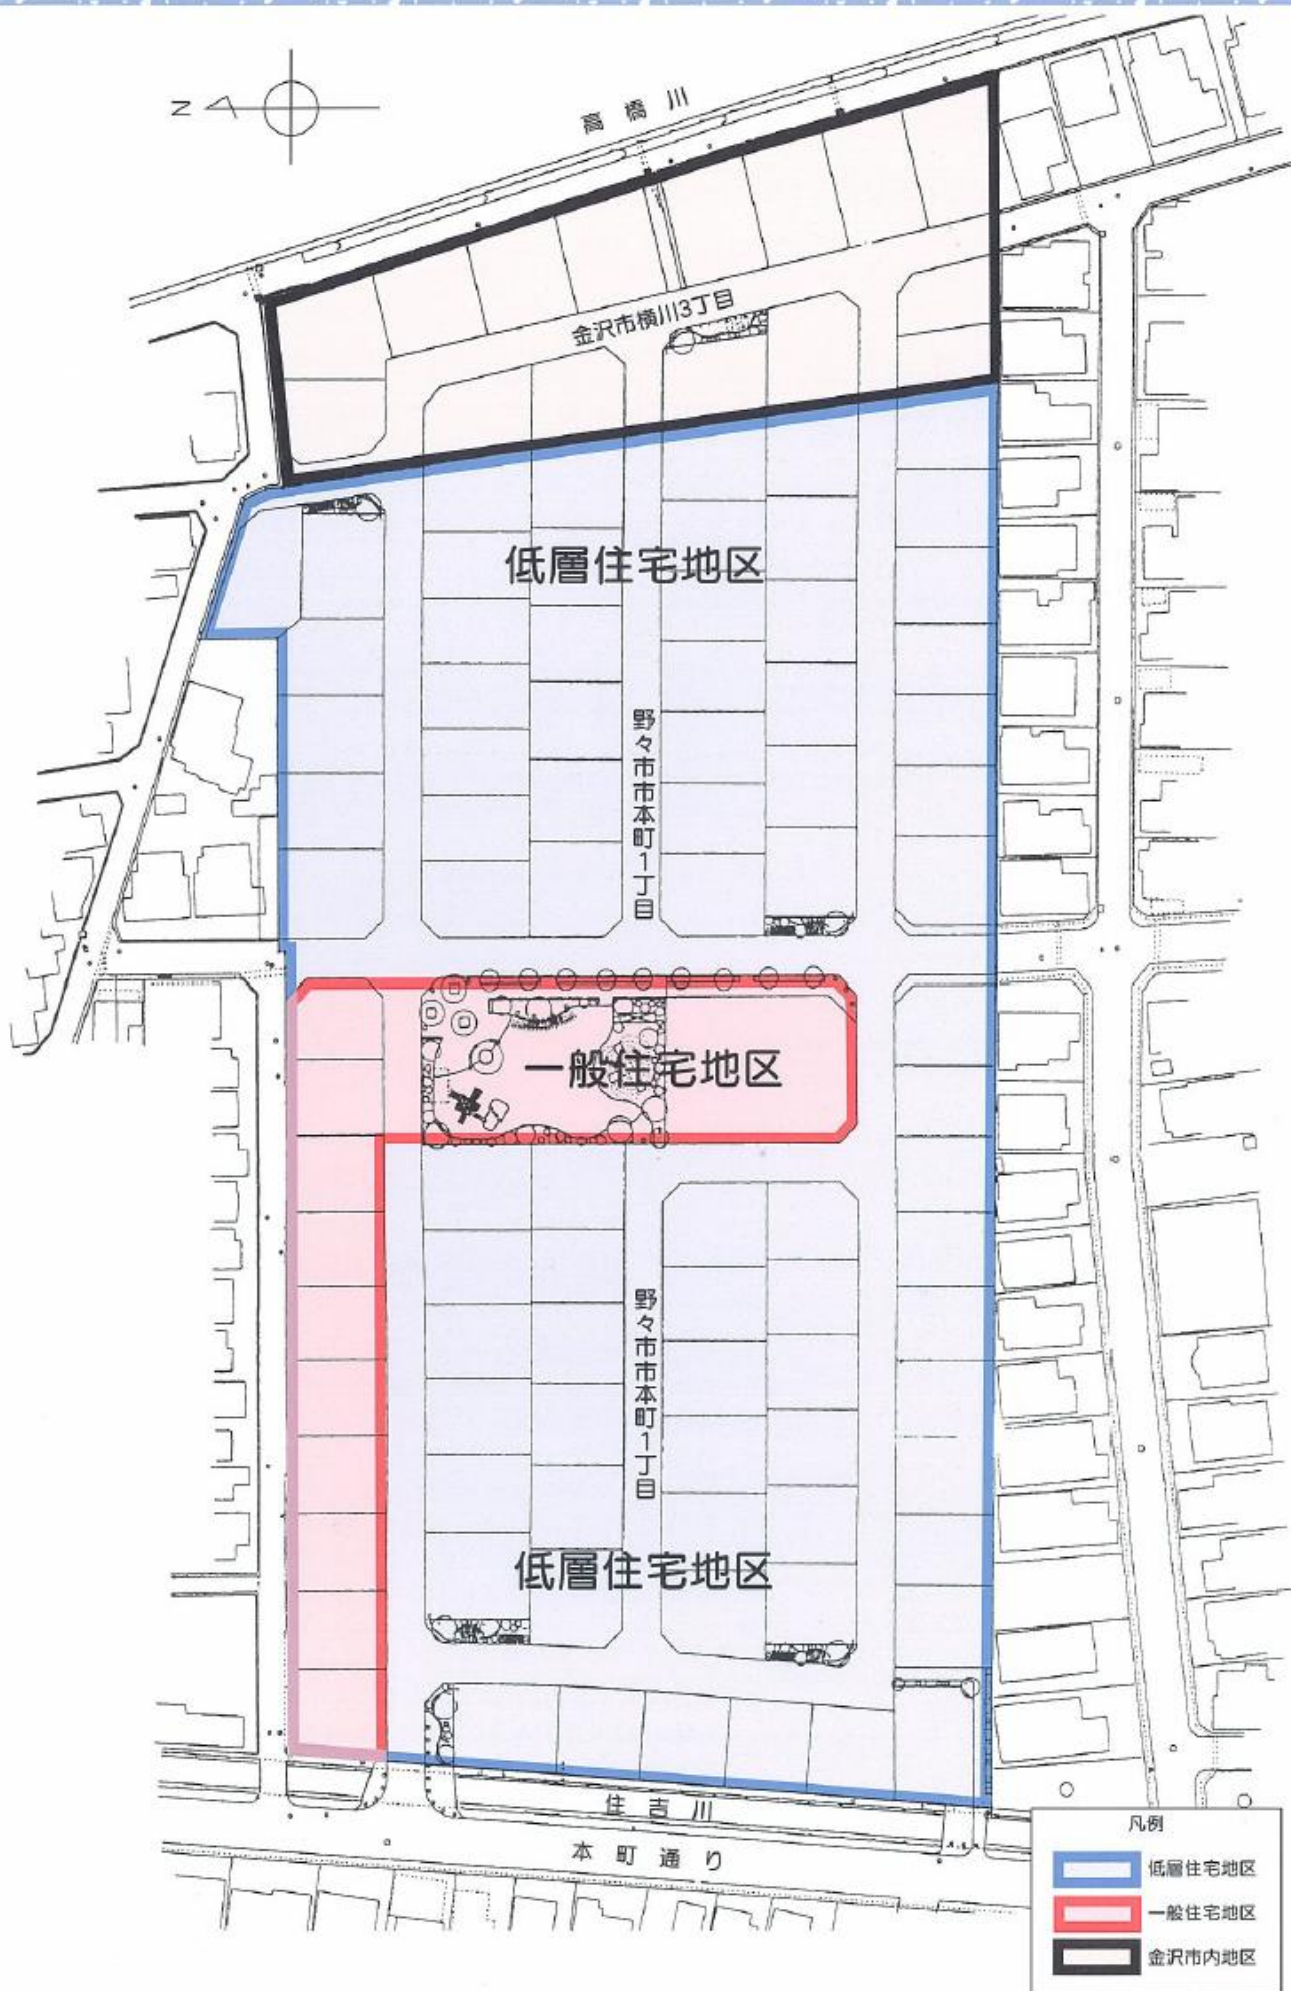 N
高橋川
金沢市横川3丁目
低層住宅地区
野々市市本町1丁目
一般住宅地区
野々市市本町1丁目
低層住宅地区
住吉川
本町通り
凡例
低層住宅地区
一般住宅地区
金沢市内地区